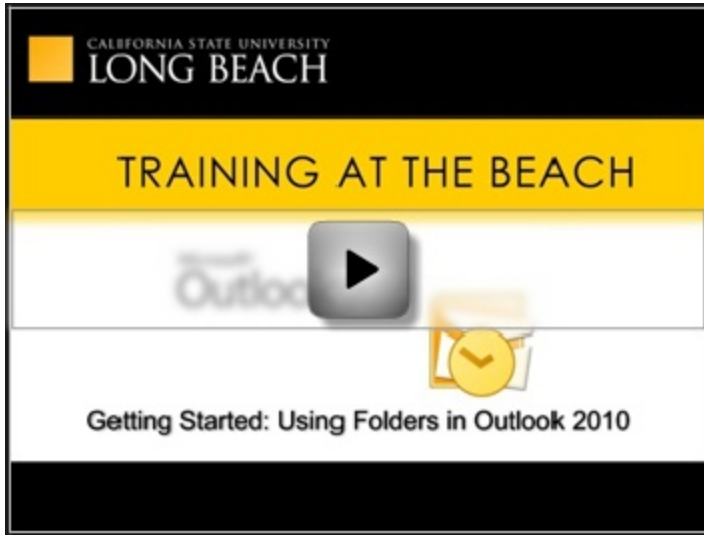 CALIFORNIA STATE UNIVERSITY
LONG BEACH
TRAINING AT THE BEACH
Getting Started: Using Folders in Outlook 2010